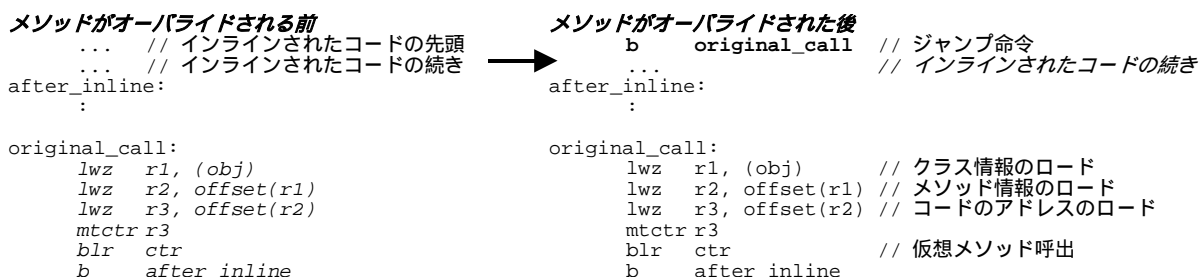 メソッドがオーバライドされる前
... // インラインされたコードの先頭
... // インラインされたコードの続き
after_inline:
:
original_call:
lwz r1, (obj)
lwz r2, offset(r1)
lwz r3, offset(r2)
mtctr r3
blr ctr
b after_inline
メソッドがオーバライドされた後
b original_call // ジャンプ命令
... // インラインされたコードの続き
after_inline:
:
original_call:
lwz r1, (obj) // クラス情報のロード
lwz r2, offset(r1) // メソッド情報のロード
lwz r3, offset(r2) // コードのアドレスのロード
mtctr r3
blr ctr // 仮想メソッド呼出
b after_inline